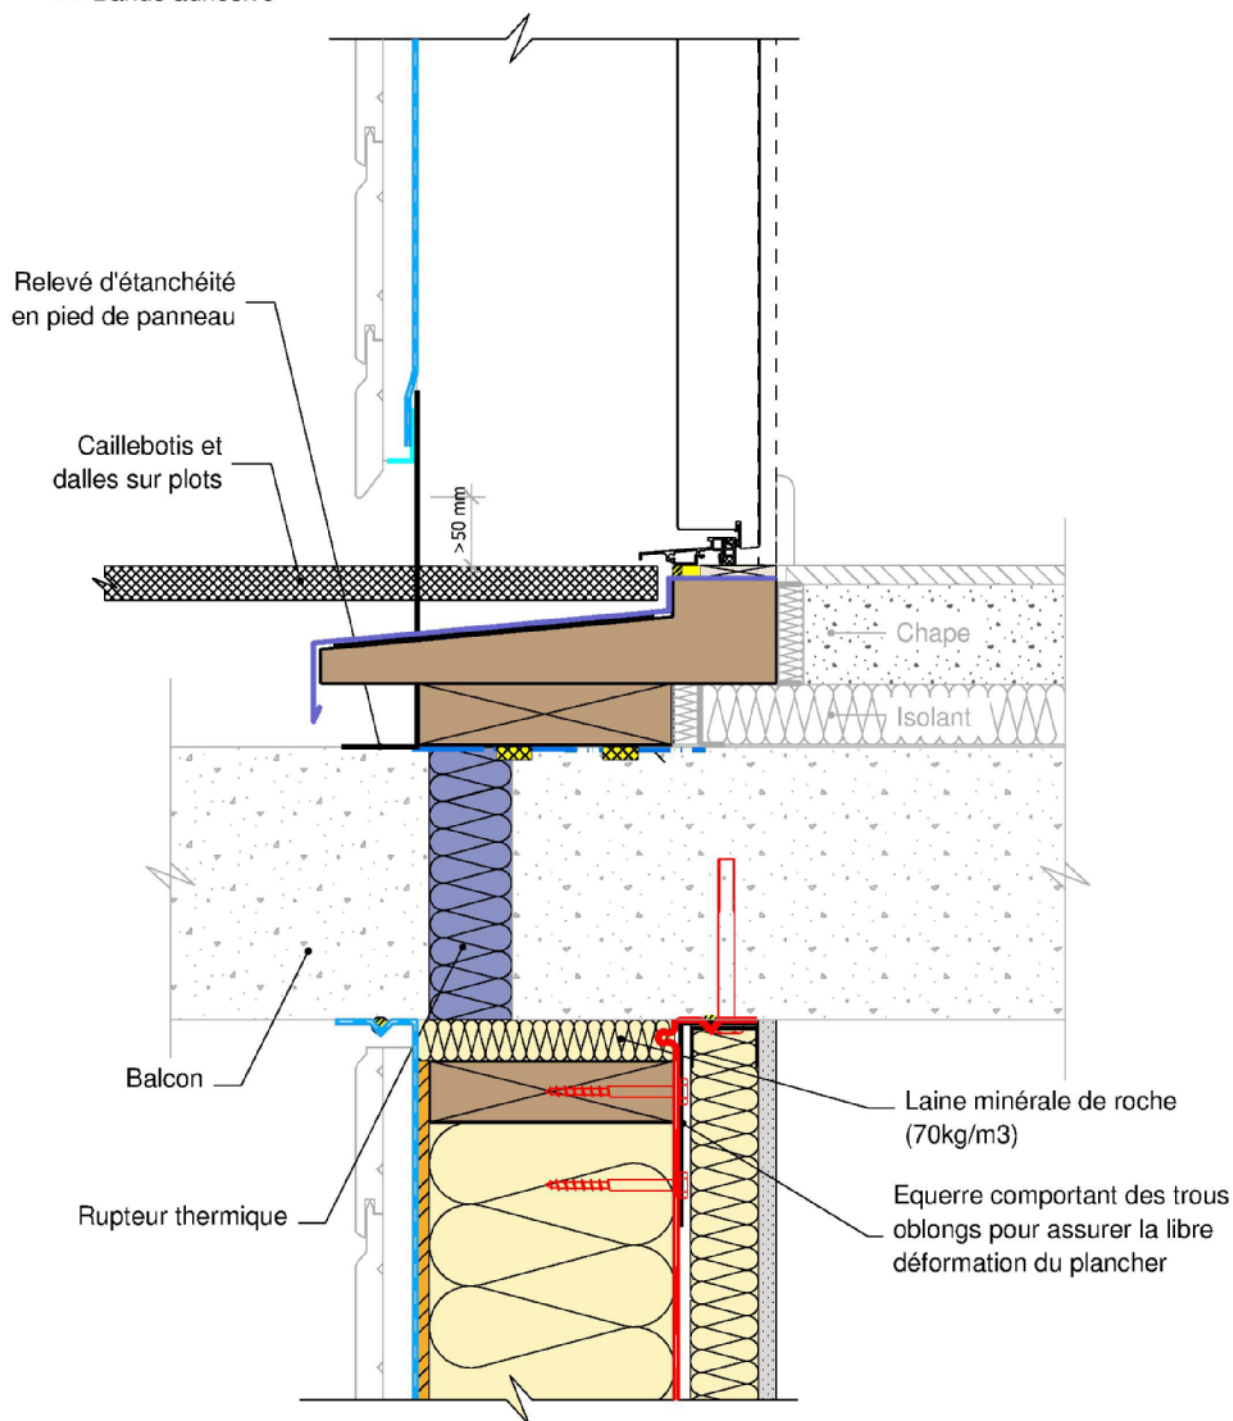 Relevé d'étanchéité
en pied de panneau
Caillebotis et
dalles sur plots
>50 mm
Chape
Isolant
Balcon
Laine minérale de roche
(70kg/m3)
Rupteur thermique
Equerre comportant des trous
oblongs pour assurer la libre
déformation du plancher